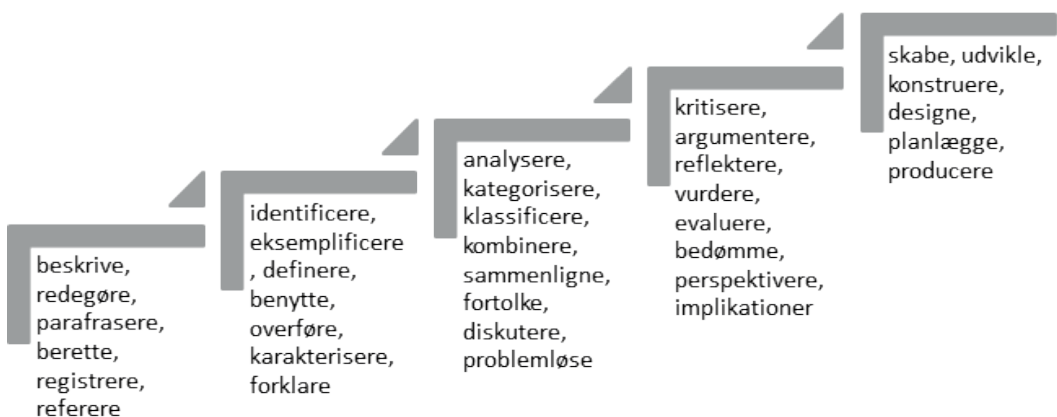 beskrive,
redegøre,
parafrasere,
berette,
registrere,
referere
identificere,
eksemplificere
, definere,
benytte,
overføre,
karakterisere,
forklare
analysere,
kategorisere,
klassificere,
kombinere,
sammenligne,
fortolke,
diskutere,
problemløse
kritisere,
argumentere,
reflektere,
vurdere,
evaluere,
bedømme,
perspektivere,
implikationer
skabe, udvikle,
konstruere,
designe,
planlægge,
producere